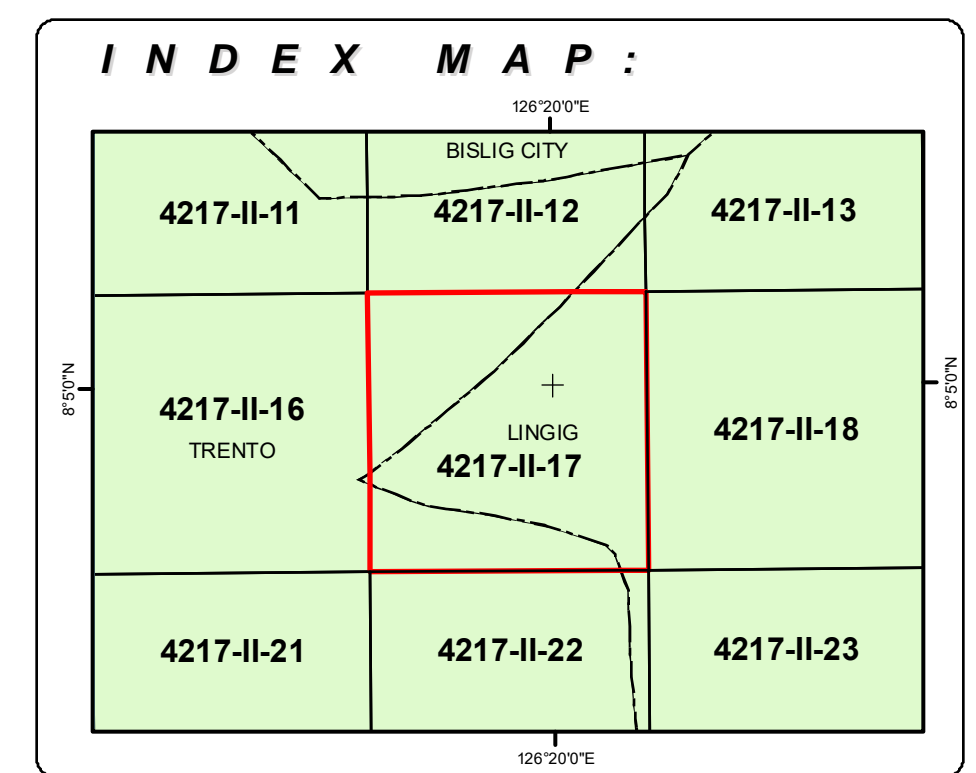 INDEX MAP:
126°20'0"E
BISLIG CITY
4217-II-11
4217-II-12
4217-II-13
8°5'0"N
4217-II-16
TRENTO
LINGIG
4217-II-17
4217-II-18
8°5'0"N
4217-II-21
4217-II-22
4217-II-23
126°20'0"E